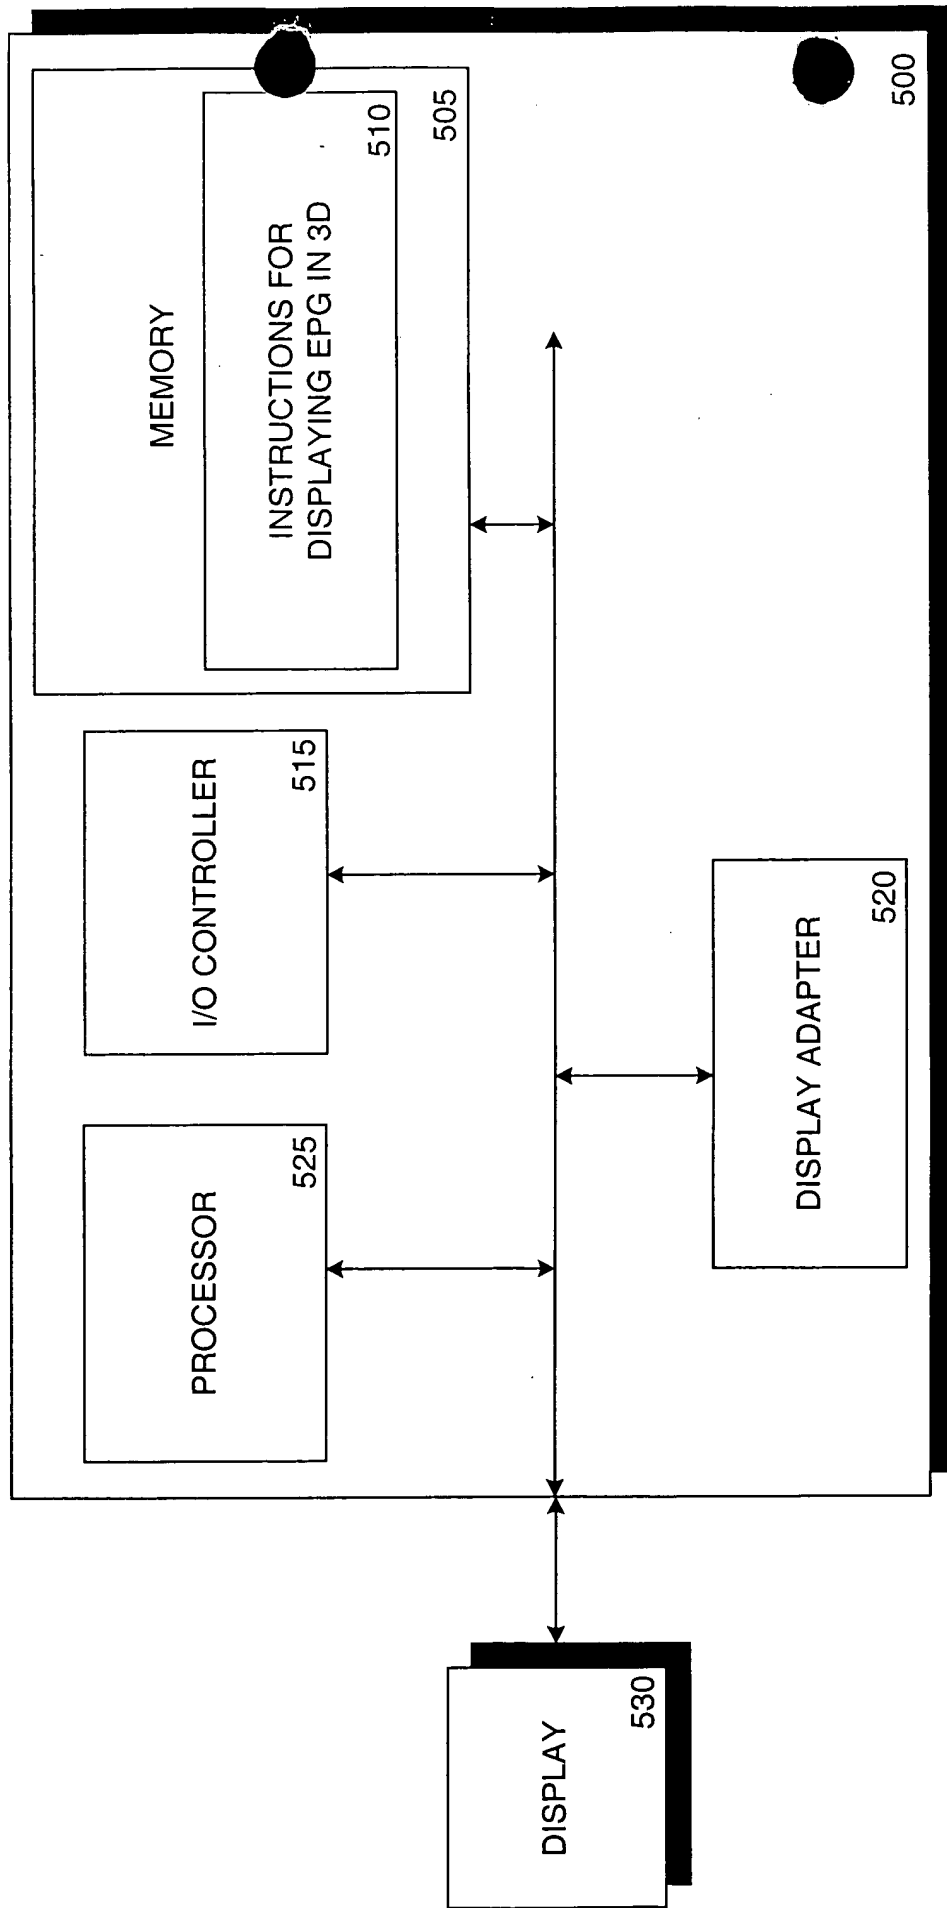 DISPLAY
530
PROCESSOR
525
I/O CONTROLLER
515
MEMORY
INSTRUCTIONS FOR
DISPLAYING EPG IN 3D
510
505
DISPLAY ADAPTER
520
500